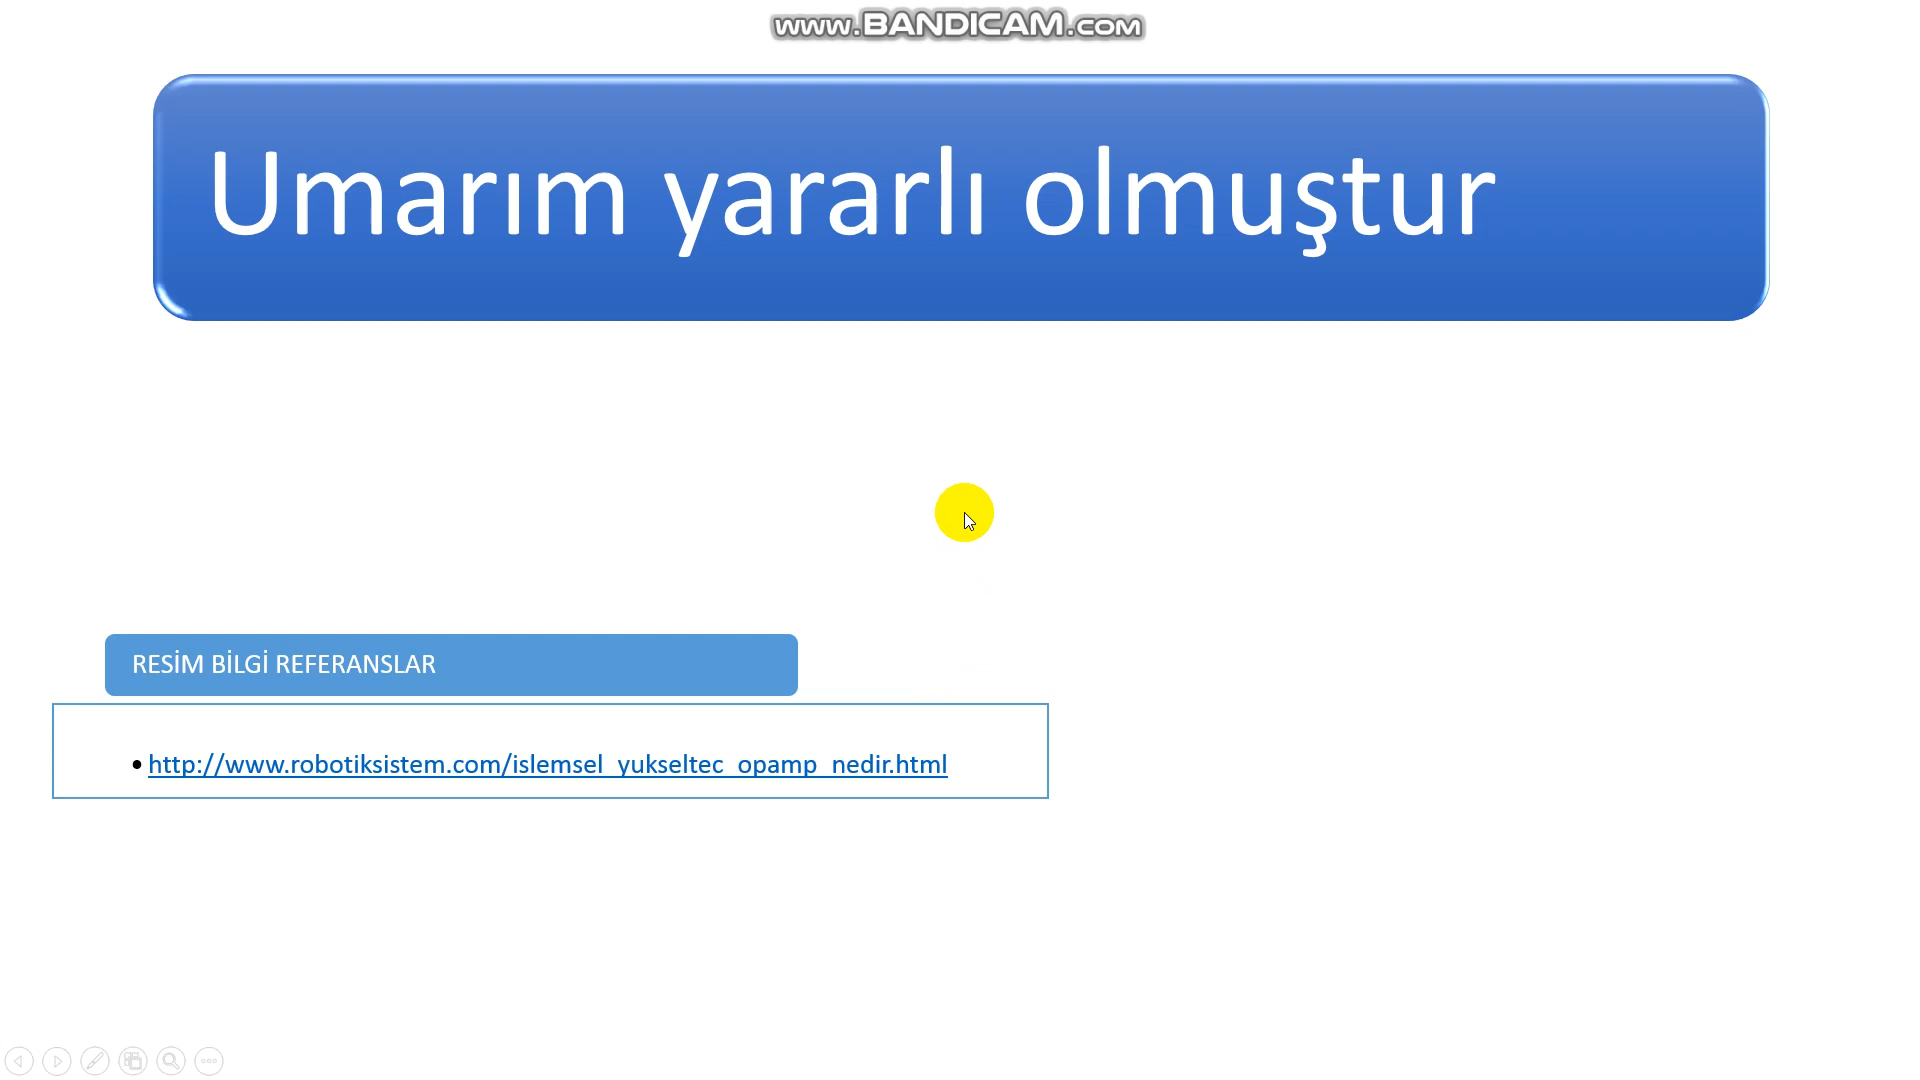 www.BANDICAM.com
Umarım yararlı olmuştur
RESİM BİLGİ REFERANSLAR
• http://www.robotiksistem.com/islemsel_yukseltec_opamp_nedir.html